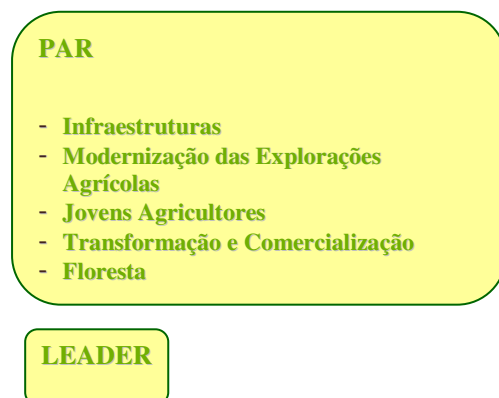 PAR
- Infraestruturas
- Modernização das Explorações
Agrícolas
- Jovens Agricultores
- Transformação e Comercialização
- Floresta
LEADER